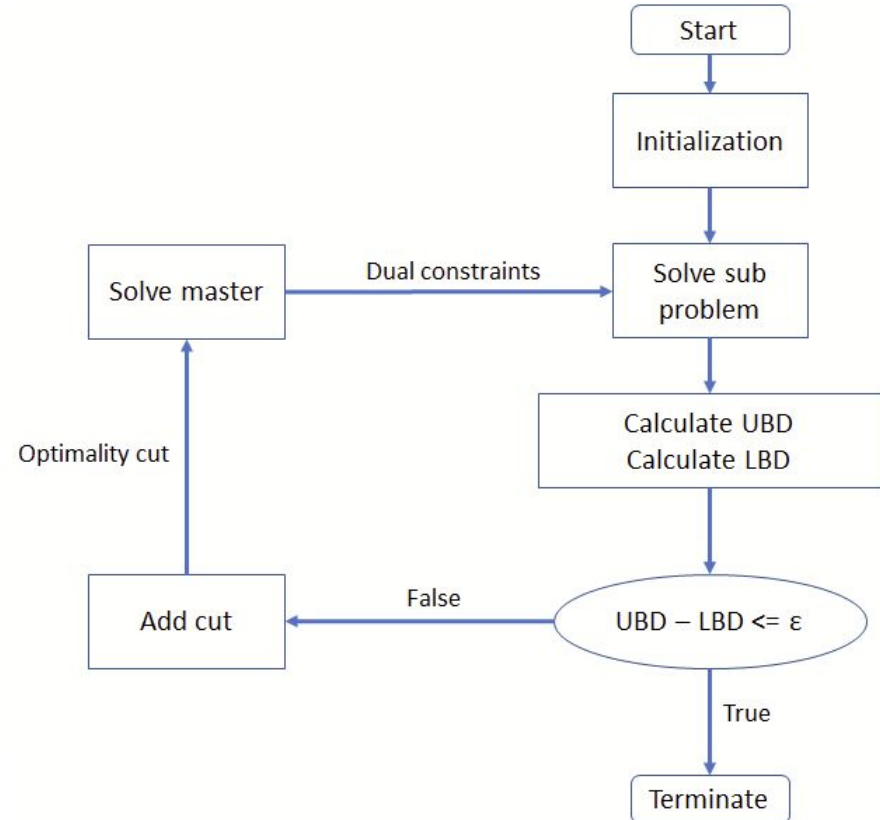 Start
Initialization
Solve master
Dual constraints
Solve sub
problem
Calculate UBD
Calculate LBD
Optimality cut
Add cut
False
UBD – LBD <= ε
True
Terminate